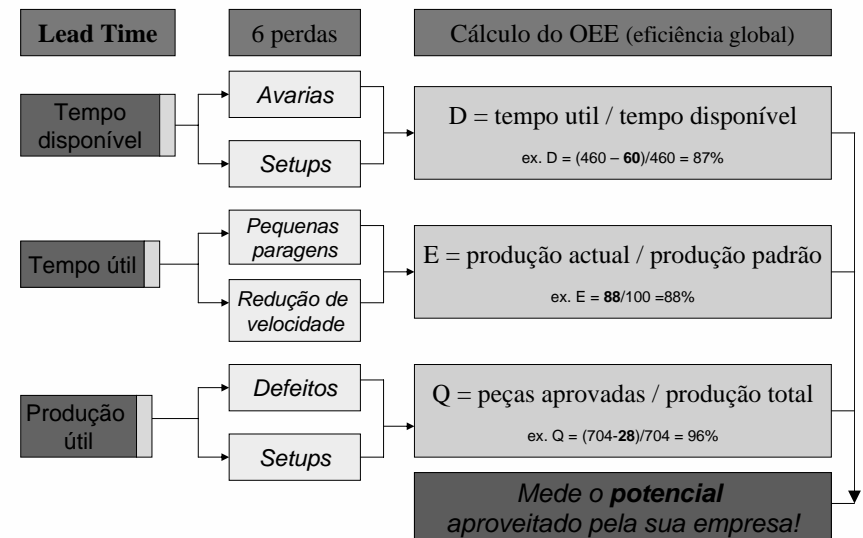 Lead Time
6 perdas
Cálculo do OEE (eficiência global)
Tempo
disponível
Avarias
Setups
D = tempo util / tempo disponível
ex. D = (460 – 60)/460 = 87%
Tempo útil
Pequenas
paragens
Redução de
velocidade
E = produção actual / produção padrão
ex. E = 88/100 =88%
Produção
útil
Defeitos
Setups
Q = peças aprovadas / produção total
ex. Q = (704-28)/704 = 96%
Mede o potencial
aproveitado pela sua empresa!